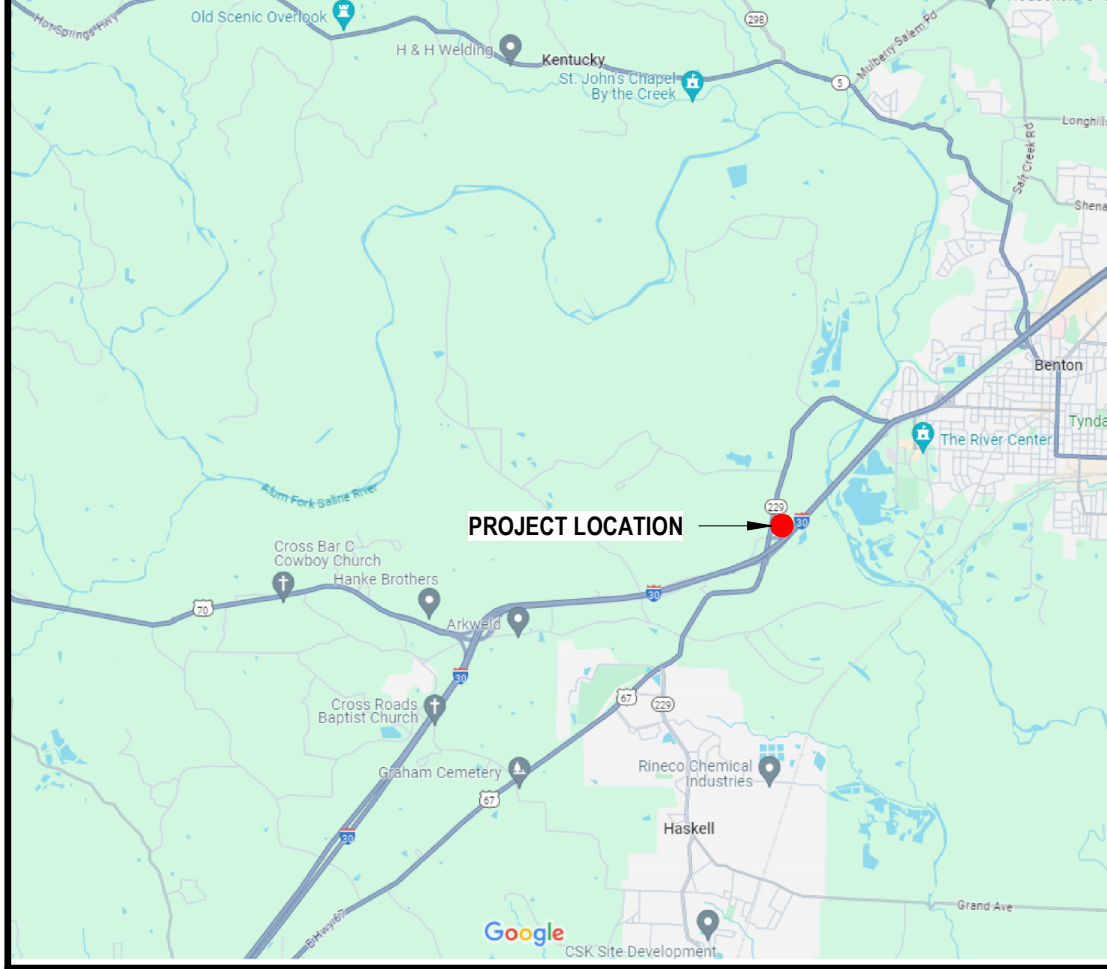 Hot Springs Hwy
Old Scenic Overlook
298
H & H Welding
Kentucky
St. John's Chapel
By the Creek
5
Mulberry Salem Rd
Longhills
Salt Creek Rd
Shena
Benton
Tynda
The River Center
Alum Fork Saline River
229
30
PROJECT LOCATION
Cross Bar C
Cowboy Church
Hanke Brothers
70
30
Arkweld
30
67
229
Cross Roads
Baptist Church
Graham Cemetery
Rineco Chemical
Industries
67
Haskell
30
Grand Ave
E Hwy 67
Google
CSK Site Development